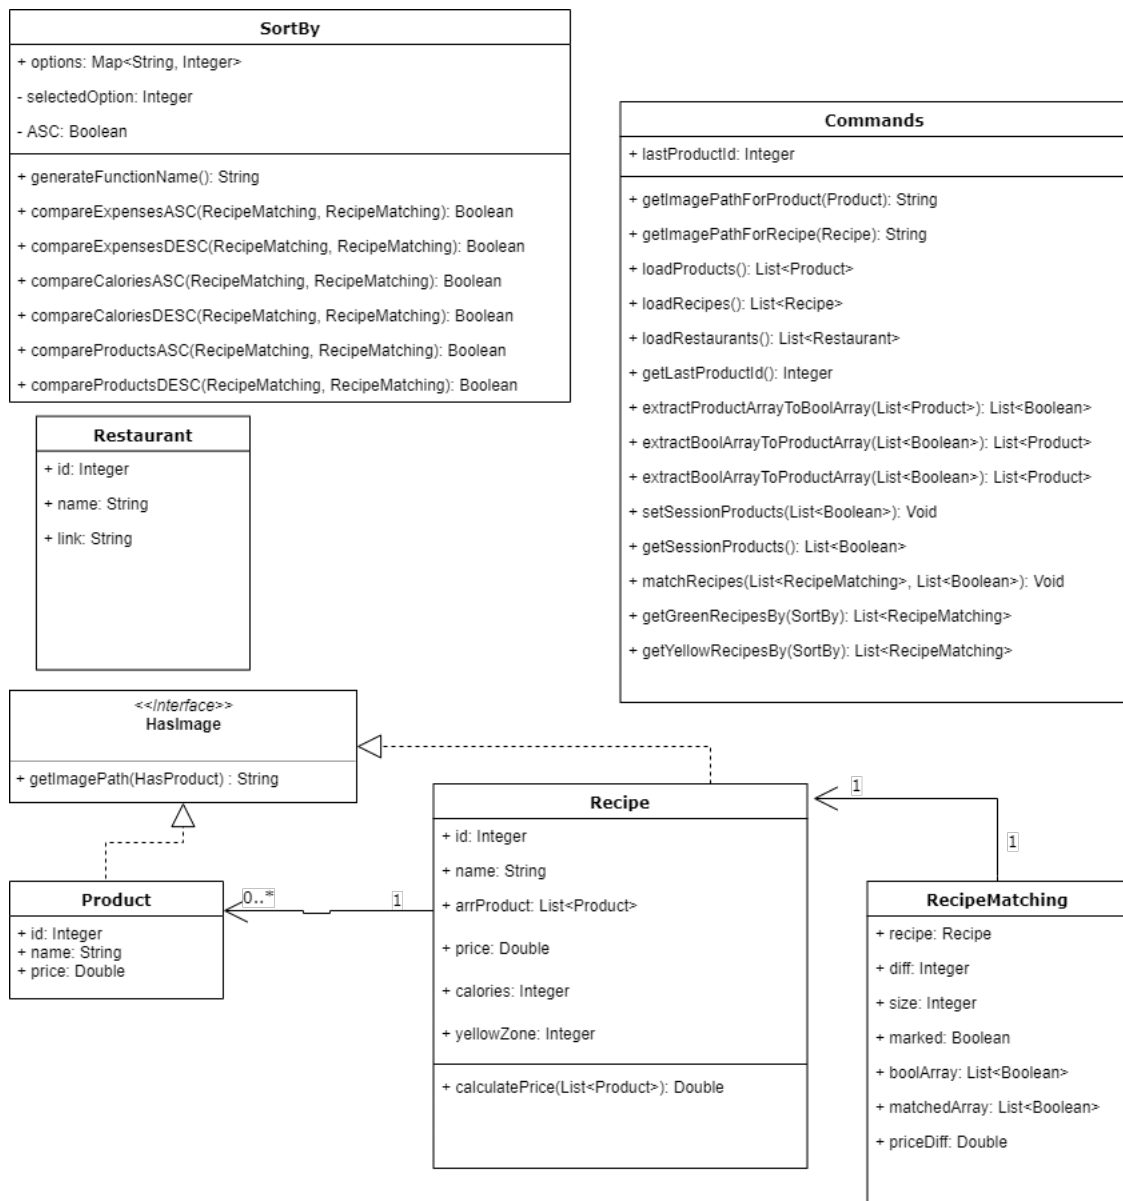 SortBy
+ options: Map<String, Integer>
- selectedOption: Integer
- ASC: Boolean
+ generateFunctionName(): String
+ compareExpensesASC(RecipeMatching, RecipeMatching): Boolean
+ compareExpensesDESC(RecipeMatching, RecipeMatching): Boolean
+ compareCaloriesASC(RecipeMatching, RecipeMatching): Boolean
+ compareCaloriesDESC(RecipeMatching, RecipeMatching): Boolean
+ compareProductsASC(RecipeMatching, RecipeMatching): Boolean
+ compareProductsDESC(RecipeMatching, RecipeMatching): Boolean
Commands
+ lastProductId: Integer
+ getImagePathForProduct(Product): String
+ getImagePathForRecipe(Recipe): String
+ loadProducts(): List<Product>
+ loadRecipes(): List<Recipe>
+ loadRestaurants(): List<Restaurant>
+ getLastProductId(): Integer
+ extractProductArrayToBoolArray(List<Product>): List<Boolean>
+ extractBoolArrayToProductArray(List<Boolean>): List<Product>
+ extractBoolArrayToProductArray(List<Boolean>): List<Product>
+ setSessionProducts(List<Boolean>): Void
+ getSessionProducts(): List<Boolean>
+ matchRecipes(List<RecipeMatching>, List<Boolean>): Void
+ getGreenRecipesBy(SortBy): List<RecipeMatching>
+ getYellowRecipesBy(SortBy): List<RecipeMatching>
Restaurant
+ id: Integer
+ name: String
+ link: String
<<Interface>>
HasImage
+ getImagePath(HasProduct) : String
Product
+ id: Integer
+ name: String
+ price: Double
0..*
1
Recipe
+ id: Integer
+ name: String
+ arrProduct: List<Product>
+ price: Double
+ calories: Integer
+ yellowZone: Integer
+ calculatePrice(List<Product>): Double
1
1
RecipeMatching
+ recipe: Recipe
+ diff: Integer
+ size: Integer
+ marked: Boolean
+ boolArray: List<Boolean>
+ matchedArray: List<Boolean>
+ priceDiff: Double